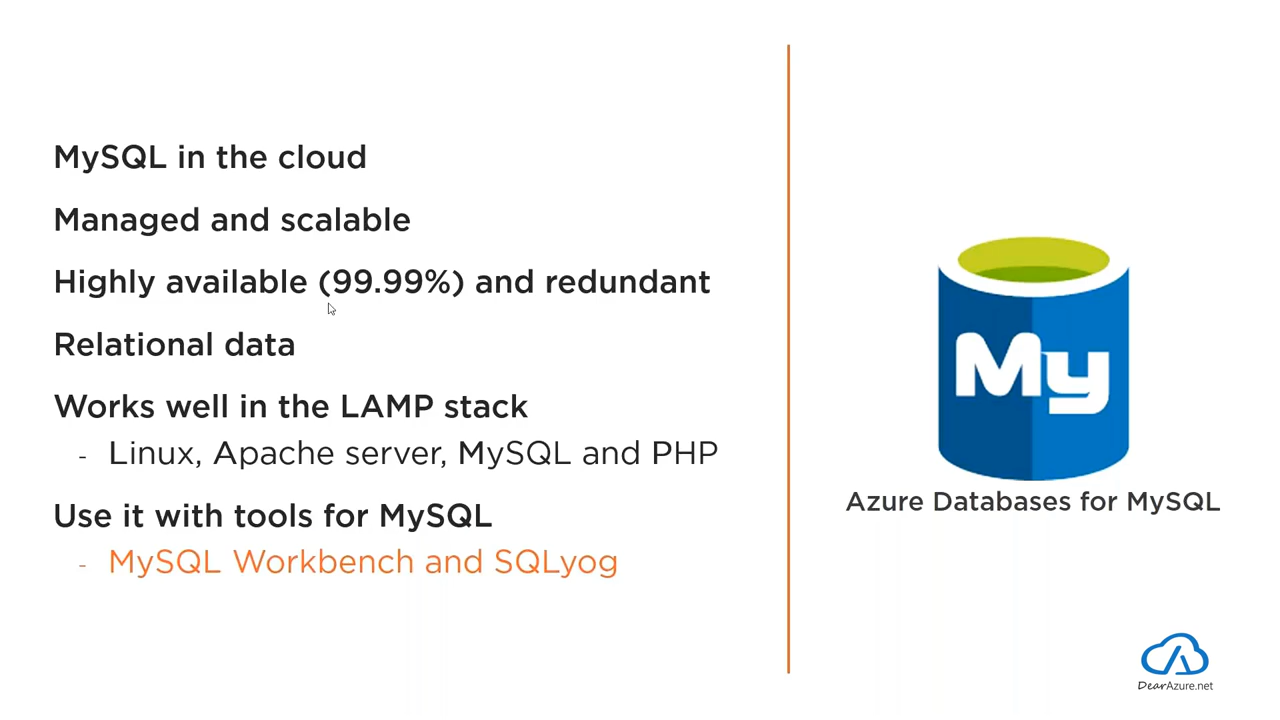 MySQL in the cloud
Managed and scalable
Highly available (99.99%) and redundant
Relational data
Works well in the LAMP stack
- Linux, Apache server, MySQL and PHP
Use it with tools for MySQL
- MySQL Workbench and SQLyog
My
Azure Databases for MySQL
DearAzure.net